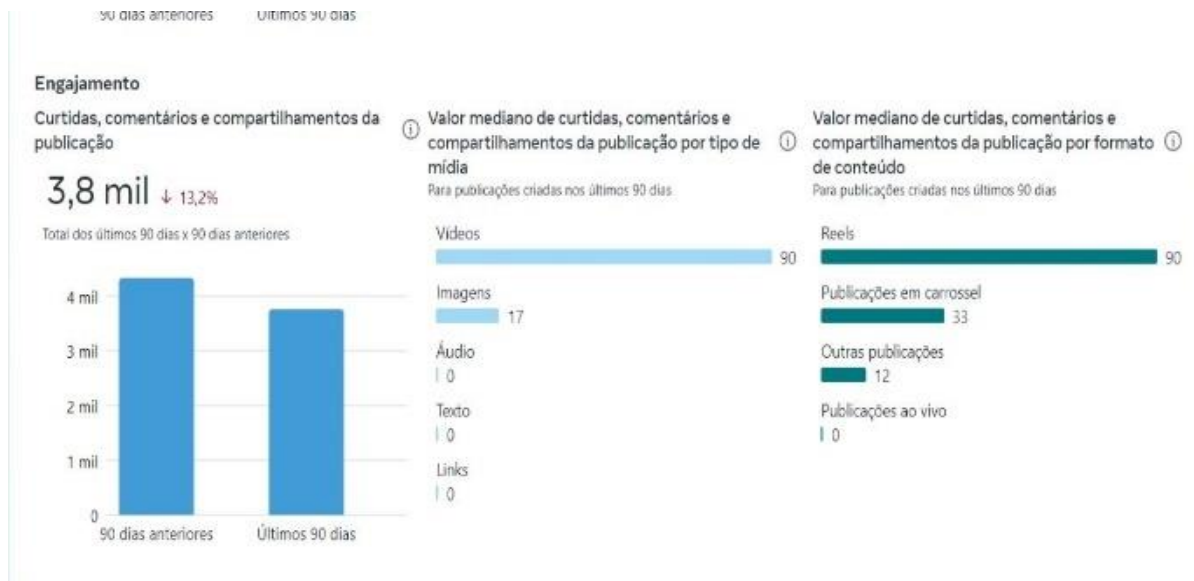 90 dias anteriores Últimos 90 dias
Engajamento
Curtidas, comentários e compartilhamentos da
publicação
3,8 mil ↓ 13,2%
Total dos últimos 90 dias x 90 dias anteriores
4 mil
3 mil
2 mil
1 mil
0
90 dias anteriores Últimos 90 dias
Valor mediano de curtidas, comentários e
compartilhamentos da publicação por tipo de
mídia
Para publicações criadas nos últimos 90 dias
Vídeos
90
Imagens
17
Áudio
0
Texto
0
Links
0
Valor mediano de curtidas, comentários e
compartilhamentos da publicação por formato
de conteúdo
Para publicações criadas nos últimos 90 dias
Reels
90
Publicações em carrossel
33
Outras publicações
12
Publicações ao vivo
0